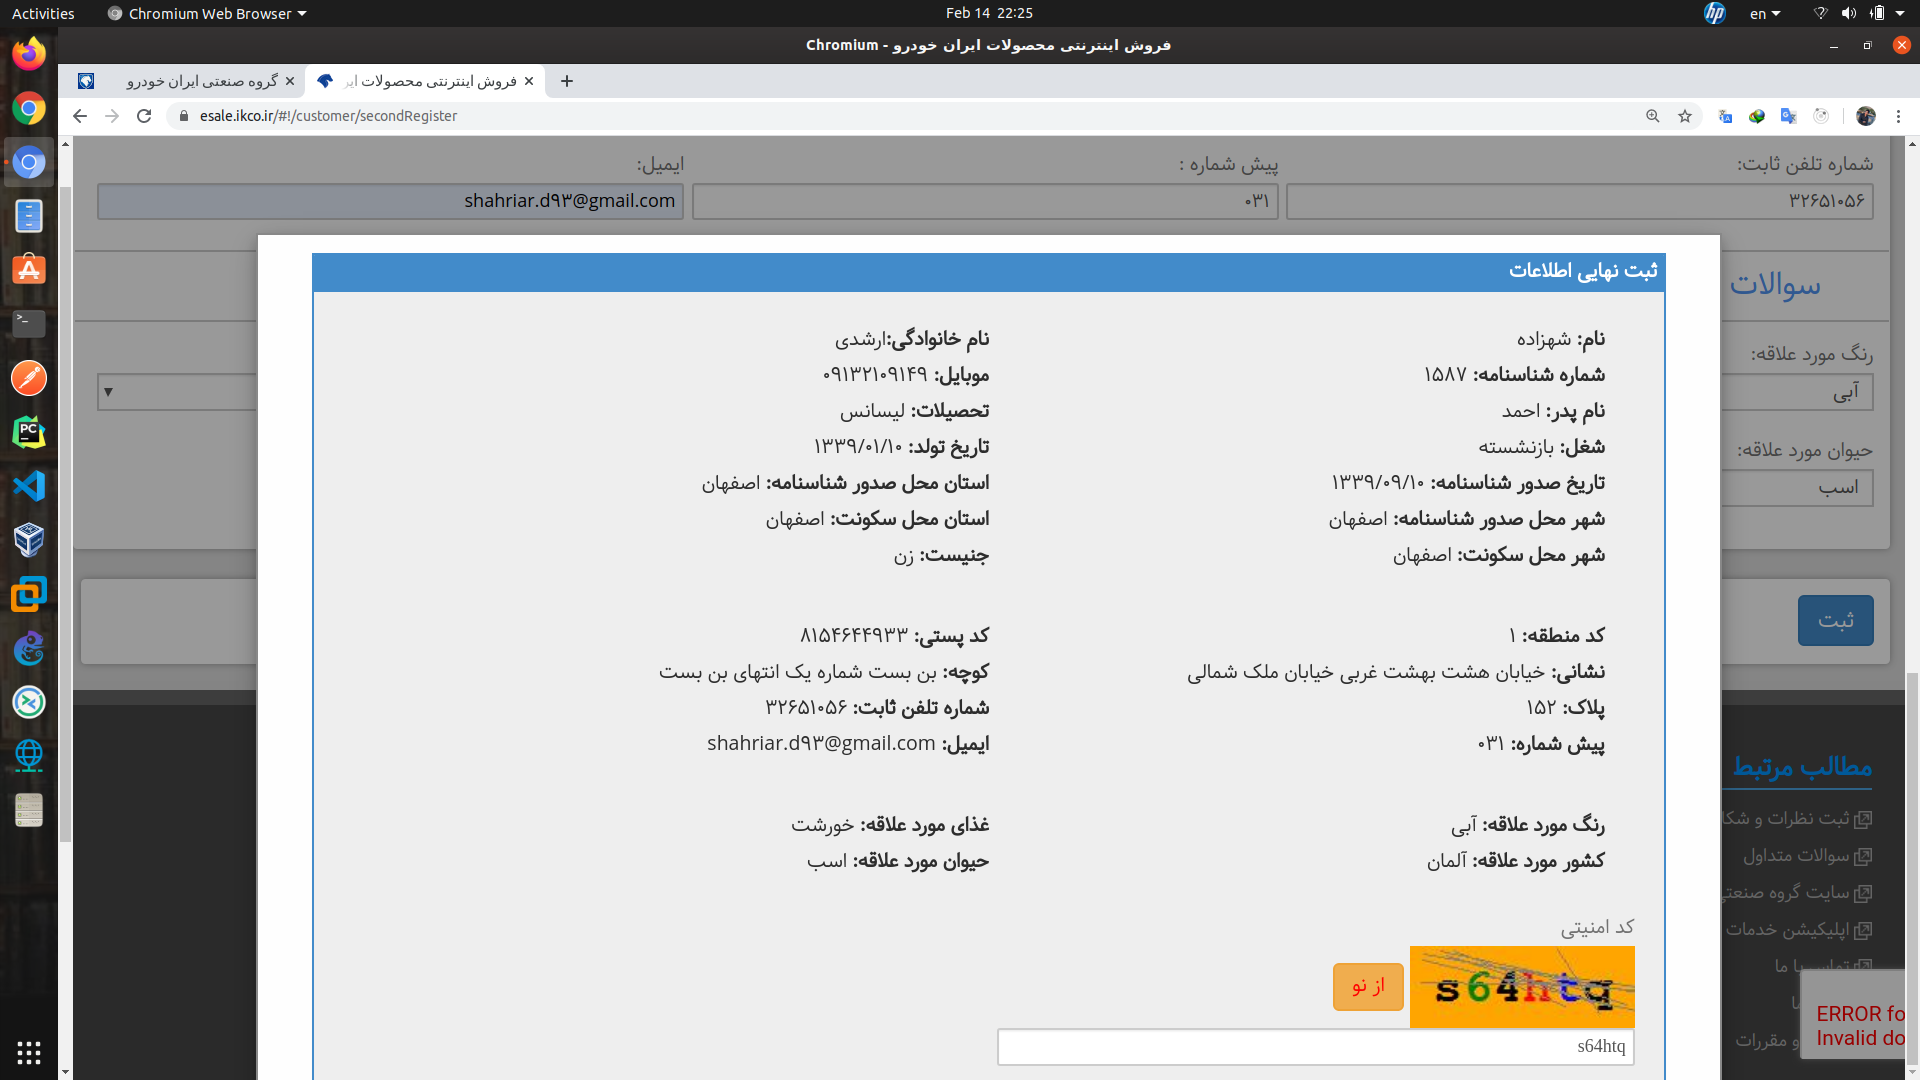 Activities
Chromium Web Browser
Feb 14 22:25
hp
en
فروش اینترنتی محصولات ایران خودرو - Chromium
گروه صنعتی ایران خودرو
فروش اینترنتی محصولات ایر
esale.ikco.ir/#!/customer/secondRegister
شماره تلفن ثابت:
پیش شماره :
ایمیل:
۳۲۶۵۱۰۵۶
۰۳۱
shahriar.d۹۳@gmail.com
سوالات
رنگ مورد علاقه:
آبی
حیوان مورد علاقه:
اسب
ثبت
ثبت نهایی اطلاعات
نام: شهزاده
نام خانوادگی:ارشدی
شماره شناسنامه: ۱۵۸۷
موبایل: ۰۹۱۳۲۱۰۹۱۴۹
نام پدر: احمد
تحصیلات: لیسانس
شغل: بازنشسته
تاریخ تولد: ۱۳۳۹/۰۱/۱۰
تاریخ صدور شناسنامه: ۱۳۳۹/۰۹/۱۰
استان محل صدور شناسنامه: اصفهان
شهر محل صدور شناسنامه: اصفهان
استان محل سکونت: اصفهان
شهر محل سکونت: اصفهان
جنیست: زن
کد منطقه: ۱
کد پستی: ۸۱۵۴۶۴۴۹۳۳
نشانی: خیابان هشت بهشت غربی خیابان ملک شمالی
کوچه: بن بست شماره یک انتهای بن بست
پلاک: ۱۵۲
شماره تلفن ثابت: ۳۲۶۵۱۰۵۶
پیش شماره: ۰۳۱
ایمیل: shahriar.d۹۳@gmail.com
رنگ مورد علاقه: آبی
غذای مورد علاقه: خورشت
کشور مورد علاقه: آلمان
حیوان مورد علاقه: اسب
کد امنیتی
s64htq
از نو
s64htq
مطالب مرتبط
ثبت نظرات و شکا
سوالات متداول
سایت گروه صنعتی
اپلیکیشن خدمات
تماس با ما
و مقررات
ERROR fo
Invalid do